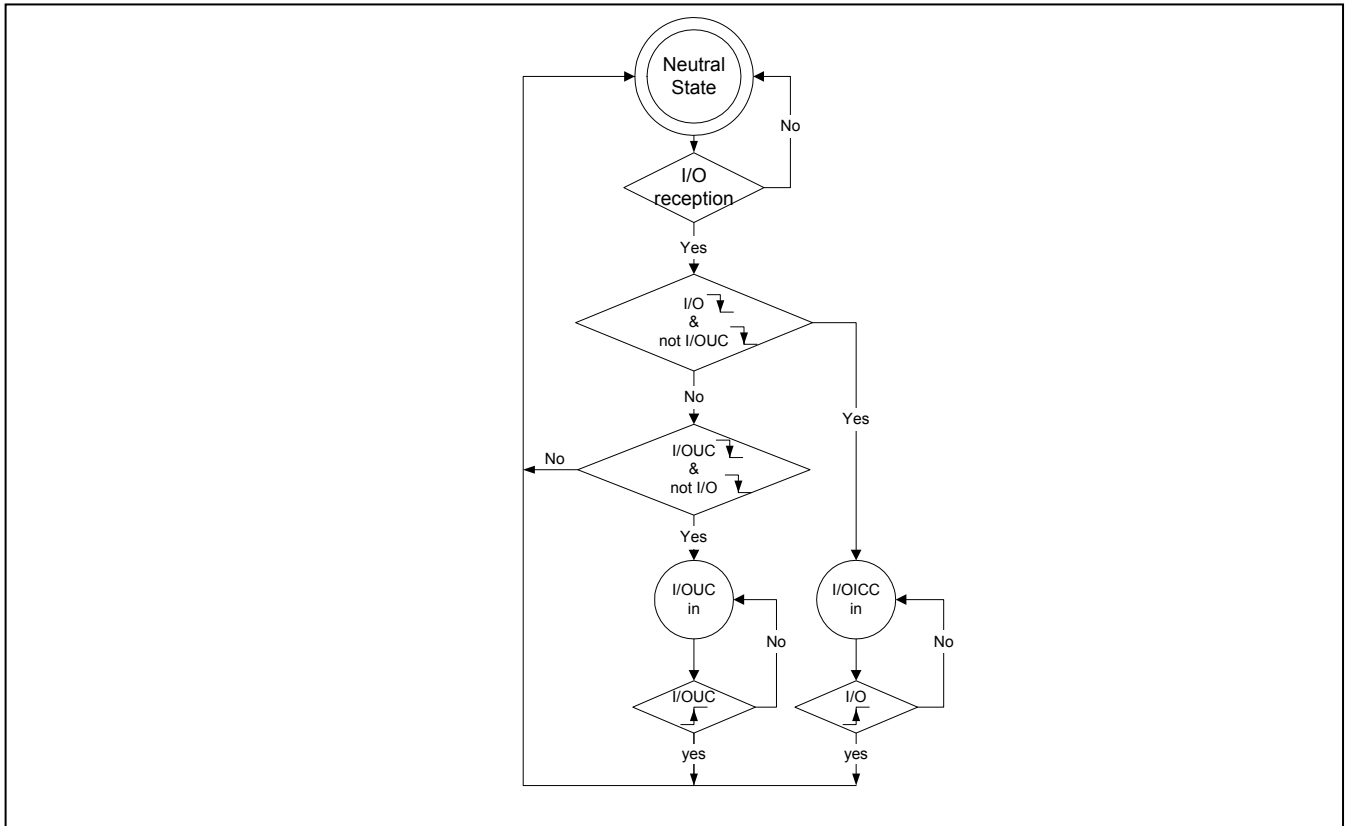 Neutral
State
No
I/O
reception
Yes
I/O
&
not I/OUC
No
Yes
No
I/OUC
&
not I/O
Yes
I/OUC
in
I/OICC
in
No
No
I/OUC
I/O
yes
yes